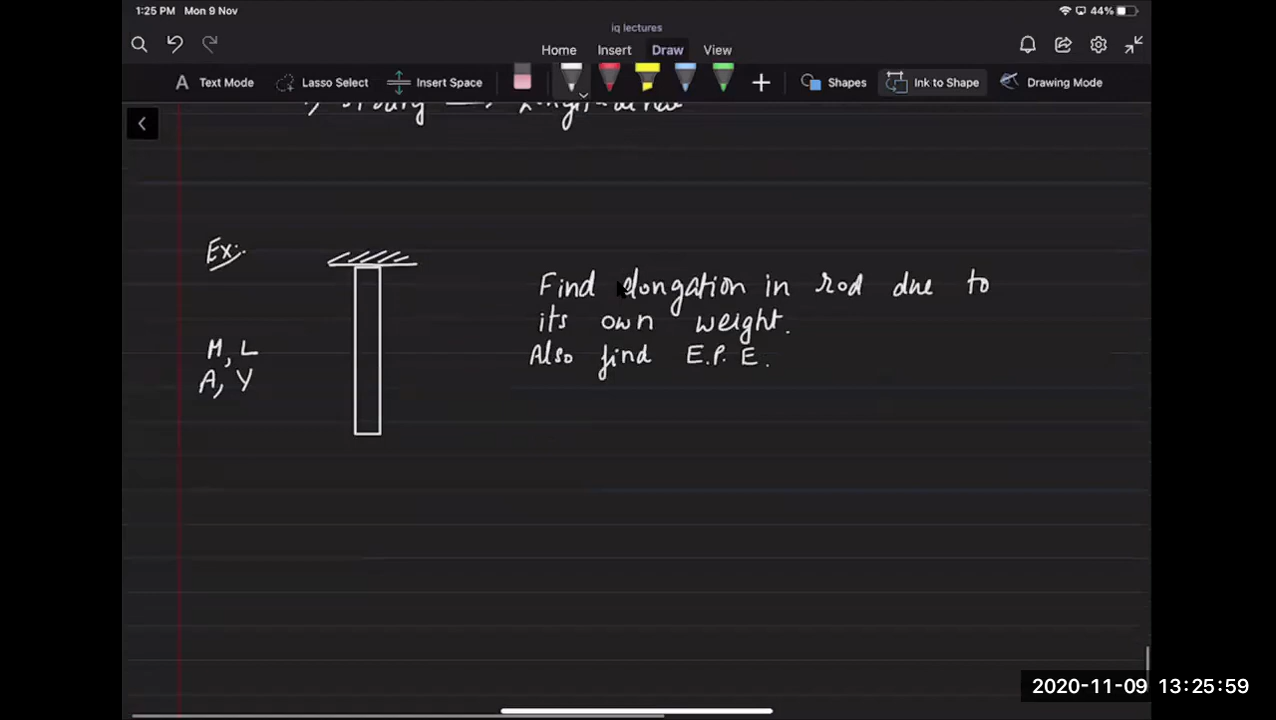 1:25 PM Mon 9 Nov
44%
iq lectures
Home Insert Draw View
Text Mode Lasso Select Insert Space Shapes Ink to Shape Drawing Mode
Ex:
Find elongation in rod due to
its own weight.
Also find E.P.E.
M, L
A, Y
2020-11-09 13:25:59